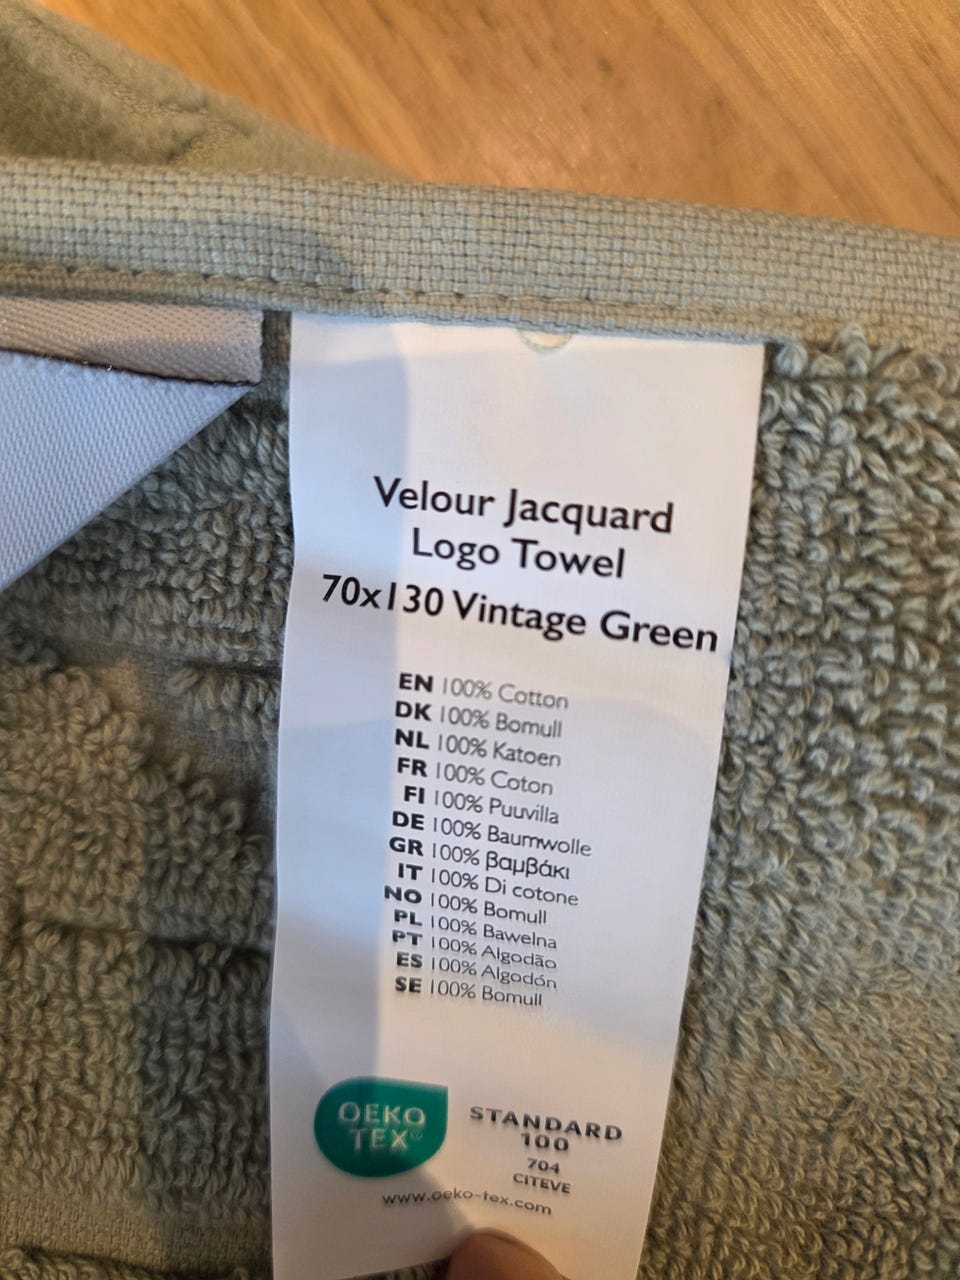 Velour Jacquard
Logo Towel
70x130 Vintage Green
EN 100% Cotton
DK 100% Bomull
NL 100% Katoen
FR 100% Coton
FI 100% Puuvilla
DE 100% Baumwolle
GR 100% βαμβάκι
IT 100% Di cotone
NO 100% Bomull
PL 100% Bawelna
PT 100% Algodão
ES 100% Algodón
SE 100% Bomull
OEKO
TEX®
STANDARD
100
704
CITEVE
www.oeko-tex.com